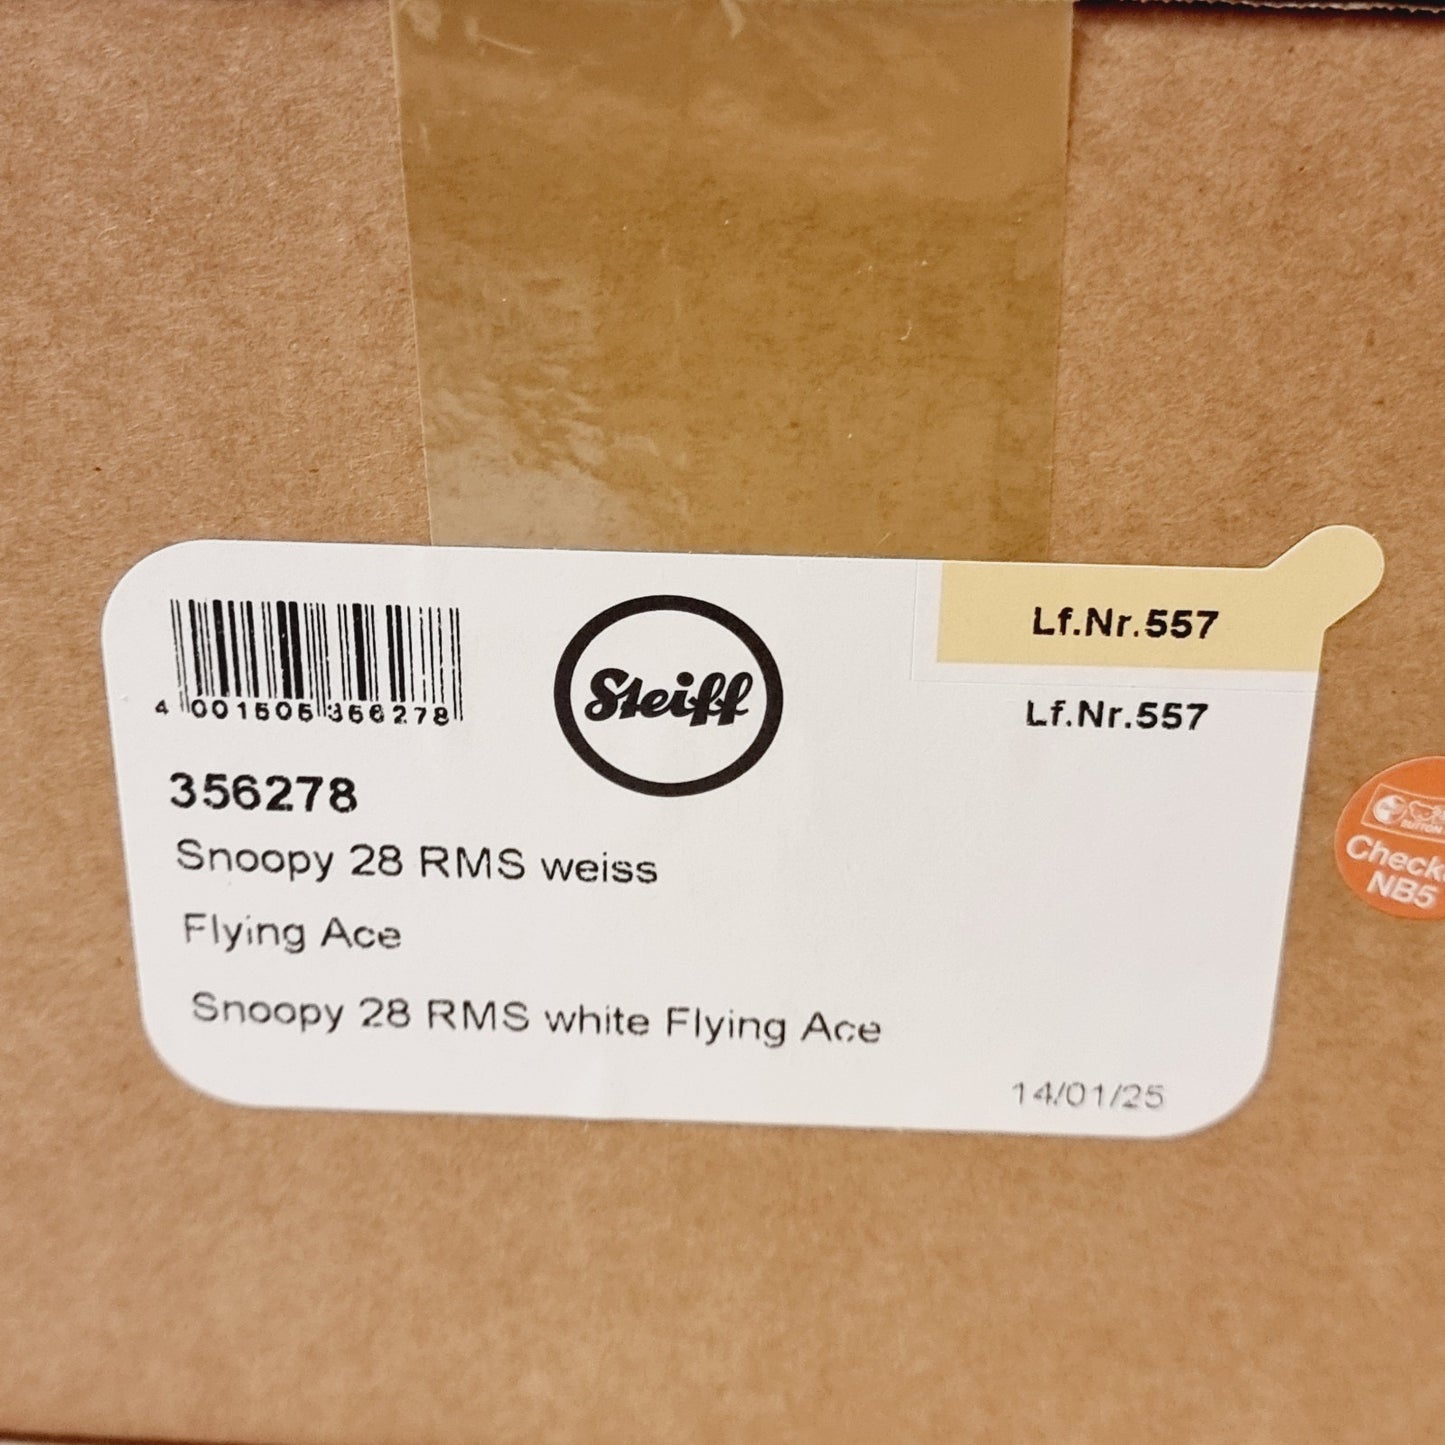 Lf.Nr.557
Steiff
Lf.Nr.557
4 001505 356278
356278
Snoopy 28 RMS weiss
Flying Ace
Snoopy 28 RMS white Flying Ace
14/01/25
NB5